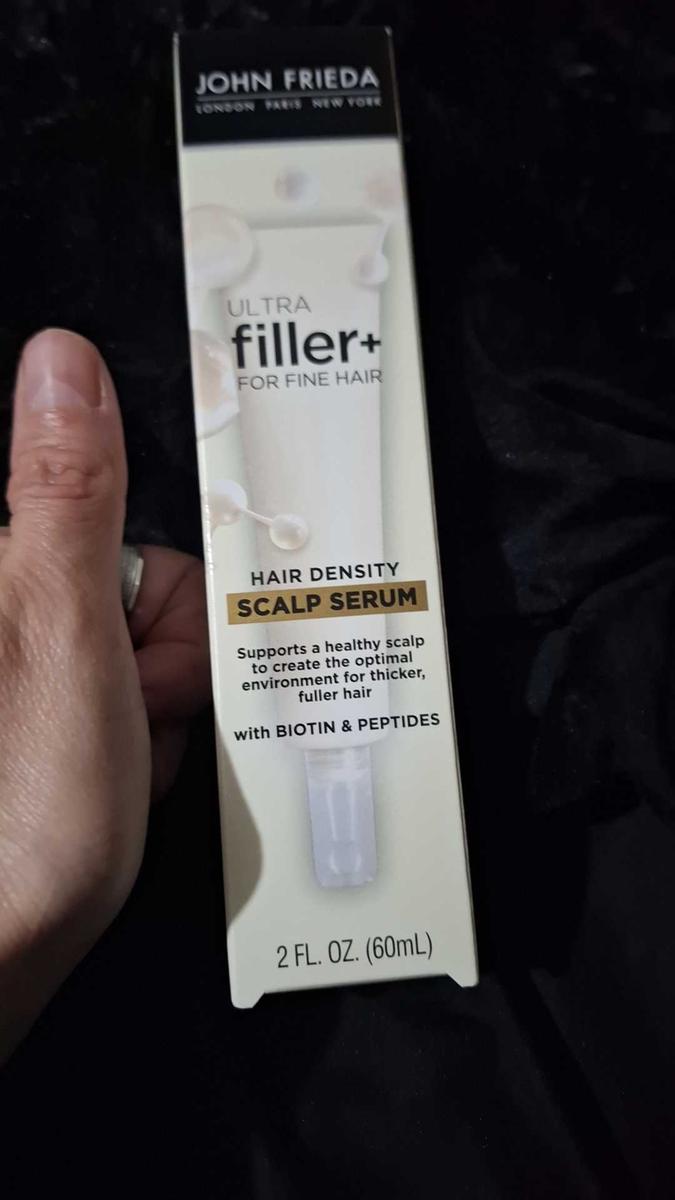 JOHN FRIEDA
LONDON PARIS NEW YORK
ULTRA
filler+
FOR FINE HAIR
HAIR DENSITY
SCALP SERUM
Supports a healthy scalp
to create the optimal
environment for thicker,
fuller hair
with BIOTIN & PEPTIDES
2 FL. OZ. (60mL)